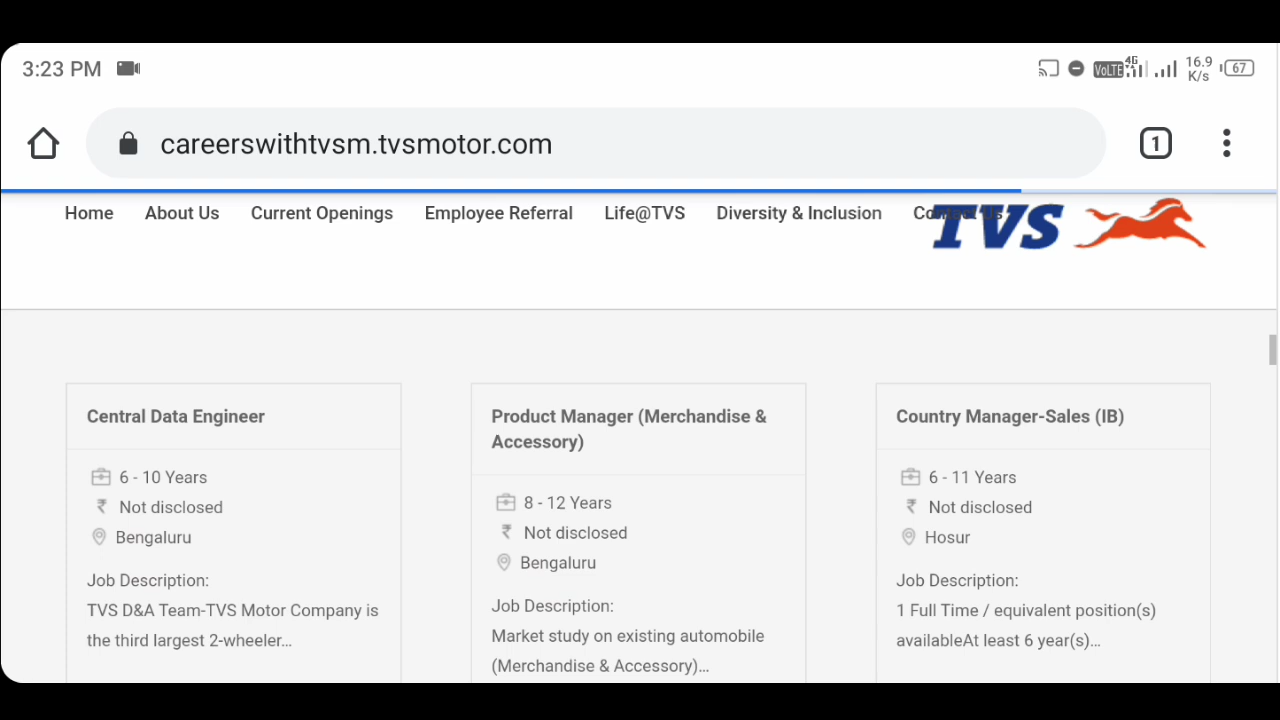 3:23 PM
VoLTE 4G 16.9 K/s 67
careerswithtvsm.tvsmotor.com
1
Home About Us Current Openings Employee Referral Life@TVS Diversity & Inclusion Contact Us
TVS
Central Data Engineer
6 - 10 Years
Not disclosed
Bengaluru
Job Description:
TVS D&A Team-TVS Motor Company is
the third largest 2-wheeler...
Product Manager (Merchandise &
Accessory)
8 - 12 Years
Not disclosed
Bengaluru
Job Description:
Market study on existing automobile
(Merchandise & Accessory)...
Country Manager-Sales (IB)
6 - 11 Years
Not disclosed
Hosur
Job Description:
1 Full Time / equivalent position(s)
availableAt least 6 year(s)...